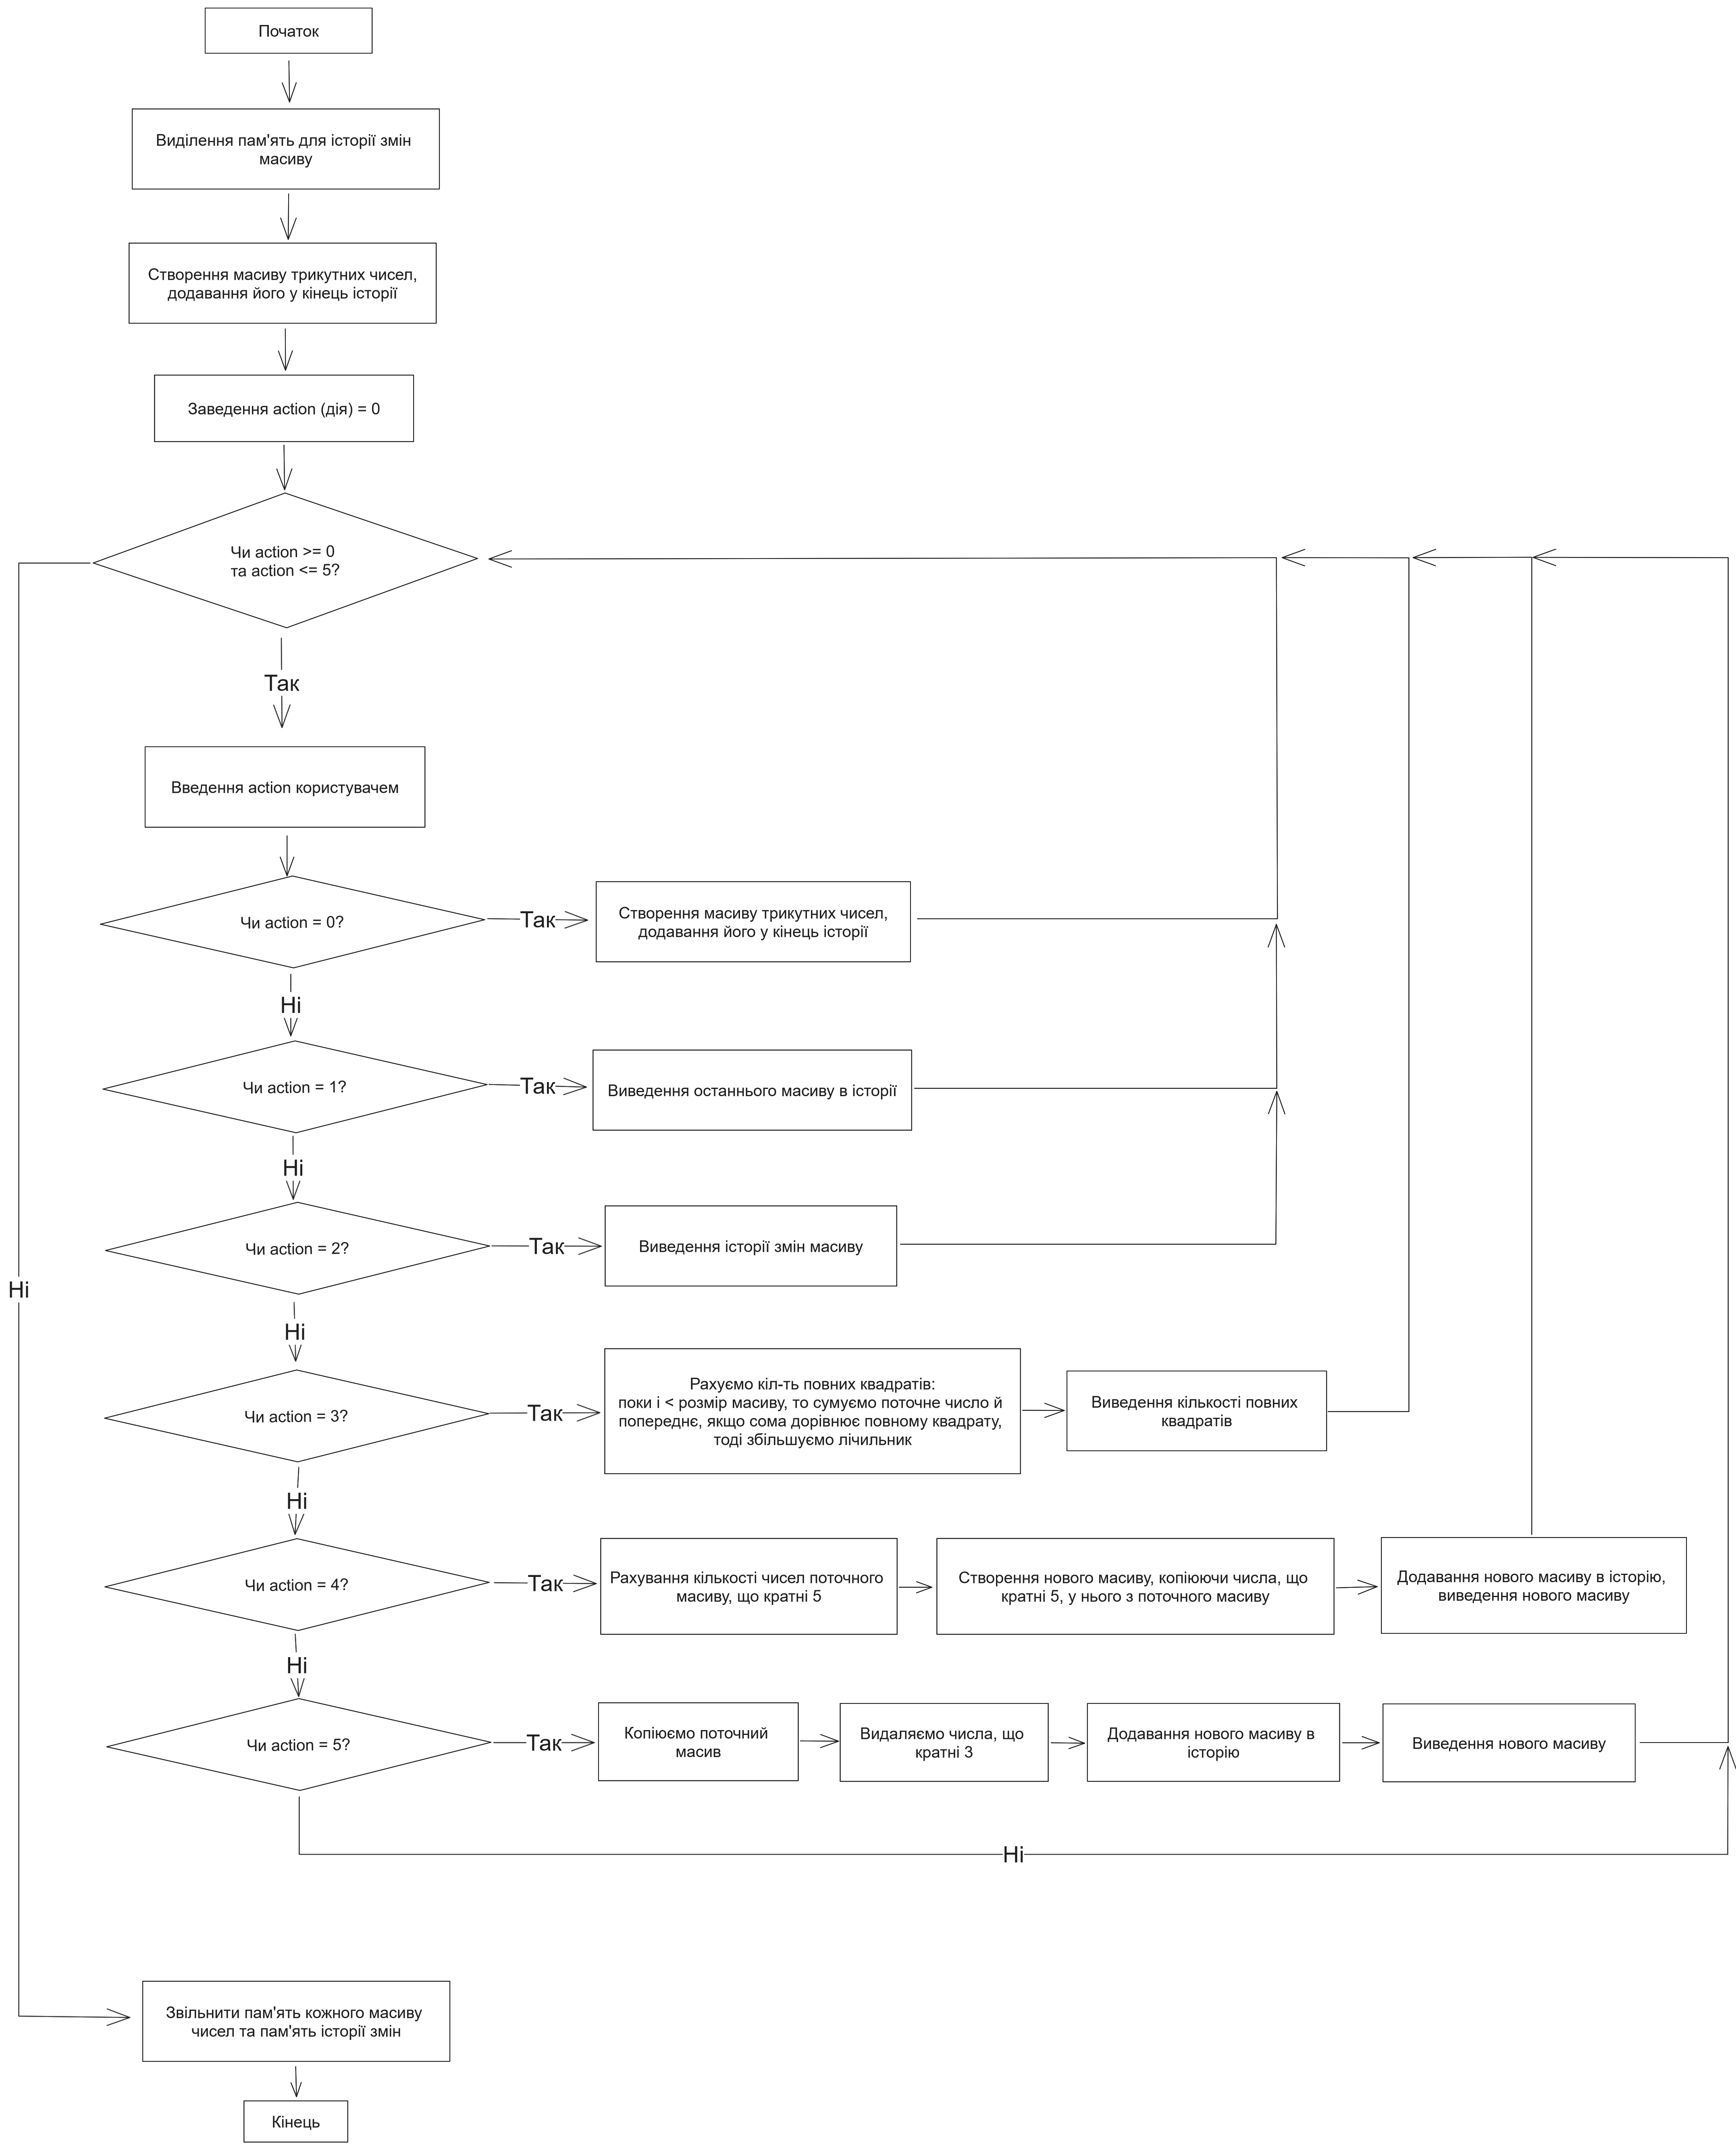 Початок
Виділення пам'ять для історії змін
масиву
Створення масиву трикутних чисел,
додавання його у кінець історії
Заведення action (дія) = 0
Чи action >= 0
та action <= 5?
Так
Введення action користувачем
Чи action = 0?
Так
Створення масиву трикутних чисел,
додавання його у кінець історії
Ні
Чи action = 1?
Так
Виведення останнього масиву в історії
Ні
Чи action = 2?
Так
Виведення історії змін масиву
Ні
Ні
Чи action = 3?
Так
Рахуємо кіл-ть повних квадратів:
поки i < розмір масиву, то сумуємо поточне число й
попереднє, якщо сома дорівнює повному квадрату,
тоді збільшуємо лічильник
Виведення кількості повних
квадратів
Ні
Чи action = 4?
Так
Рахування кількості чисел поточного
масиву, що кратні 5
Створення нового масиву, копіюючи числа, що
кратні 5, у нього з поточного масиву
Додавання нового масиву в історію,
виведення нового масиву
Ні
Чи action = 5?
Так
Копіюємо поточний
масив
Видаляємо числа, що
кратні 3
Додавання нового масиву в
історію
Виведення нового масиву
Ні
Звільнити пам'ять кожного масиву
чисел та пам'ять історії змін
Кінець